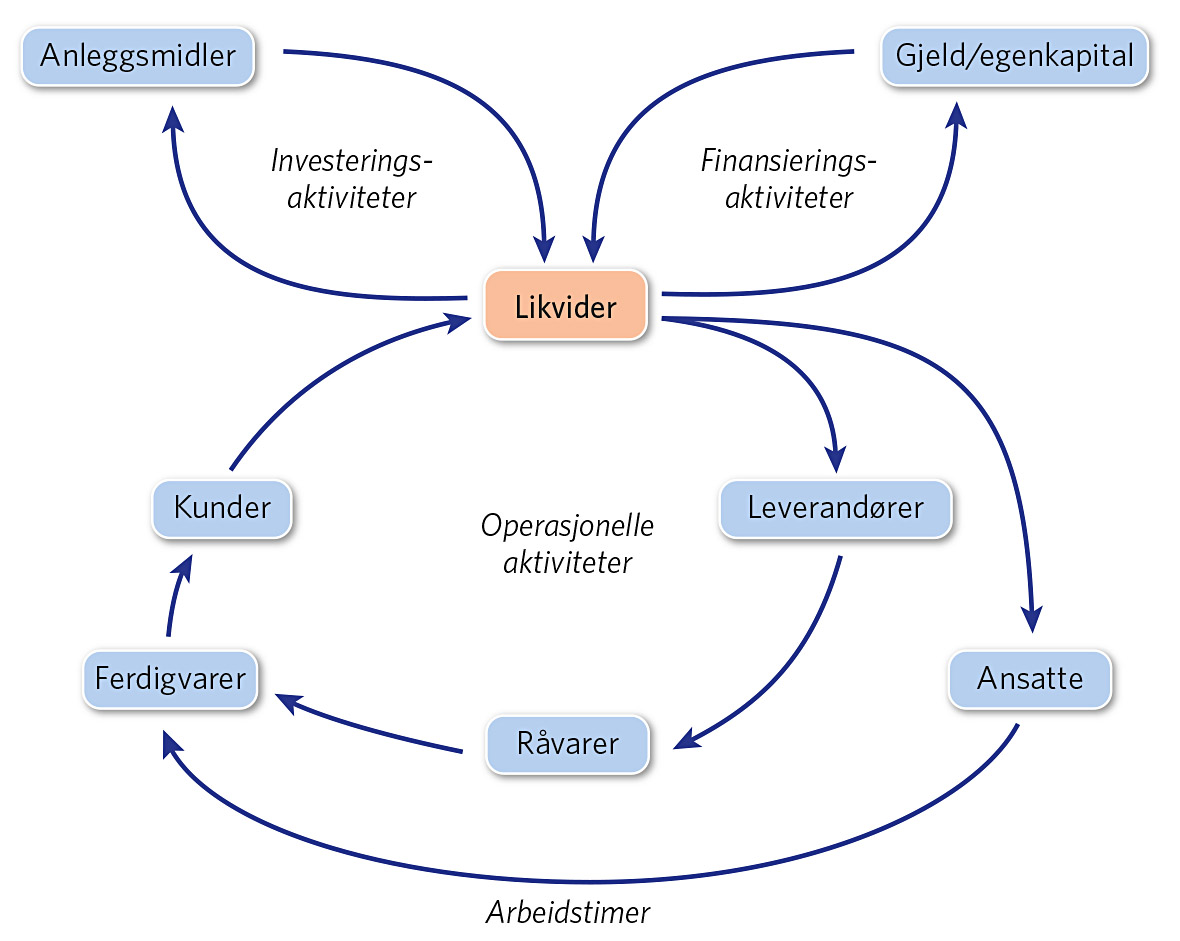 Anleggsmidler
Gjeld/egenkapital
Investerings-
aktiviteter
Finansierings-
aktiviteter
Likvider
Kunder
Operasjonelle
aktiviteter
Leverandører
Ferdigvarer
Råvarer
Ansatte
Arbeidstimer